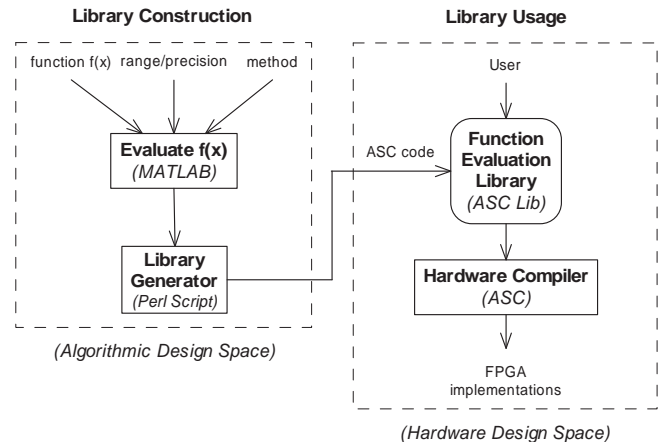 Library Construction
function f(x) range/precision method
Evaluate f(x)
(MATLAB)
Library
Generator
(Perl Script)
(Algorithmic Design Space)
ASC code
Library Usage
User
Function
Evaluation
Library
(ASC Lib)
Hardware Compiler
(ASC)
FPGA
implementations
(Hardware Design Space)